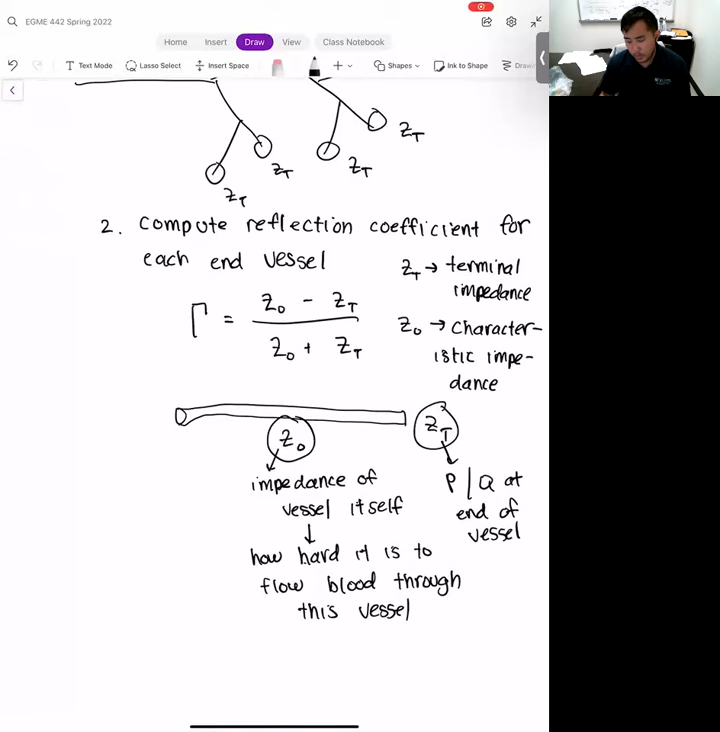 EGME 442 Spring 2022
Home Insert Draw View Class Notebook
Text Mode Lasso Select Insert Space Shapes Ink to Shape Draw
Z_T
Z_T
Z_T
Z_T
2. Compute reflection coefficient for
each end vessel
Z_T → terminal
impedance
Γ = Z_0 - Z_T
Z_0 + Z_T
Z_0 → Character-
istic impe-
dance
Z_0
Z_T
impedance of
vessel itself
P / Q at
end of
vessel
how hard it is to
flow blood through
this vessel